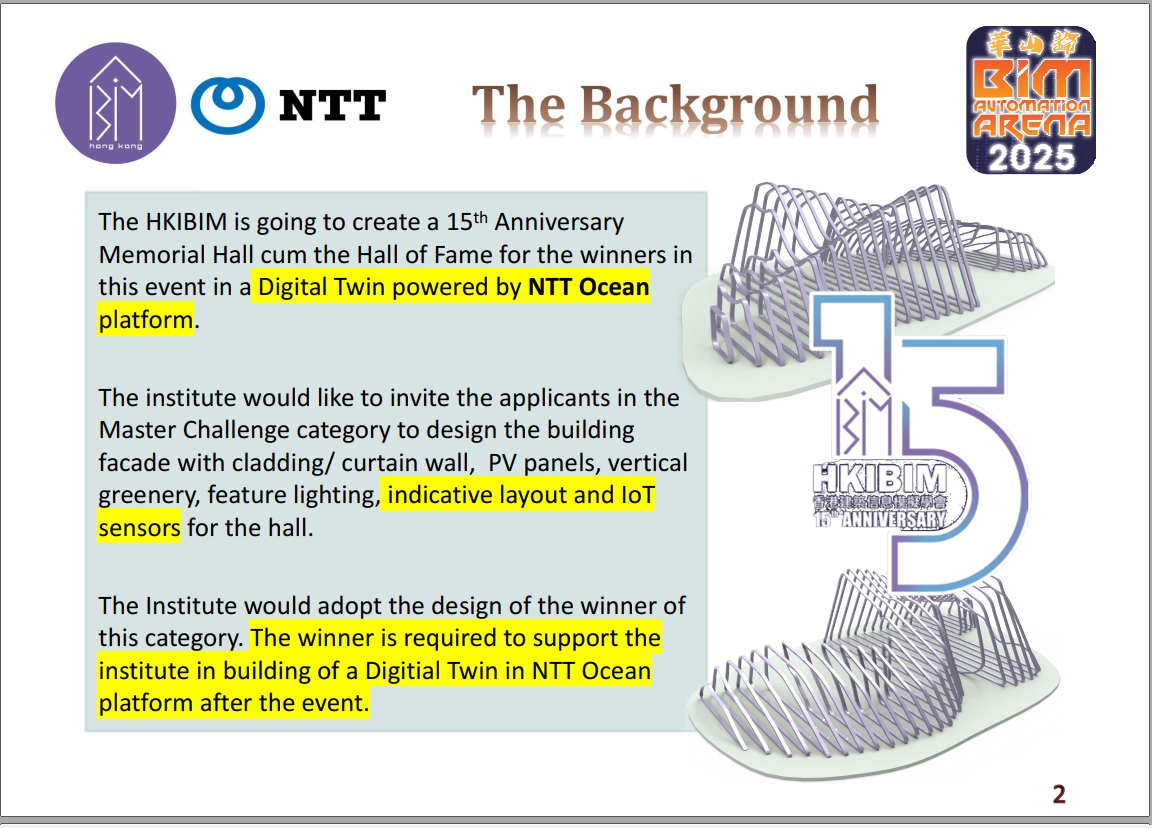 BIM
hong kong
NTT
The Background
華山論
BIM
AUTOMATION
ARENA
2025
The HKIBIM is going to create a 15th Anniversary
Memorial Hall cum the Hall of Fame for the winners in
this event in a Digital Twin powered by NTT Ocean
platform.
The institute would like to invite the applicants in the
Master Challenge category to design the building
facade with cladding/ curtain wall,  PV panels, vertical
greenery, feature lighting, indicative layout and IoT
sensors for the hall.
The Institute would adopt the design of the winner of
this category. The winner is required to support the
institute in building of a Digitial Twin in NTT Ocean
platform after the event.
15
BIM
HKIBIM
香港建築信息模擬學會
15th ANNIVERSARY
2